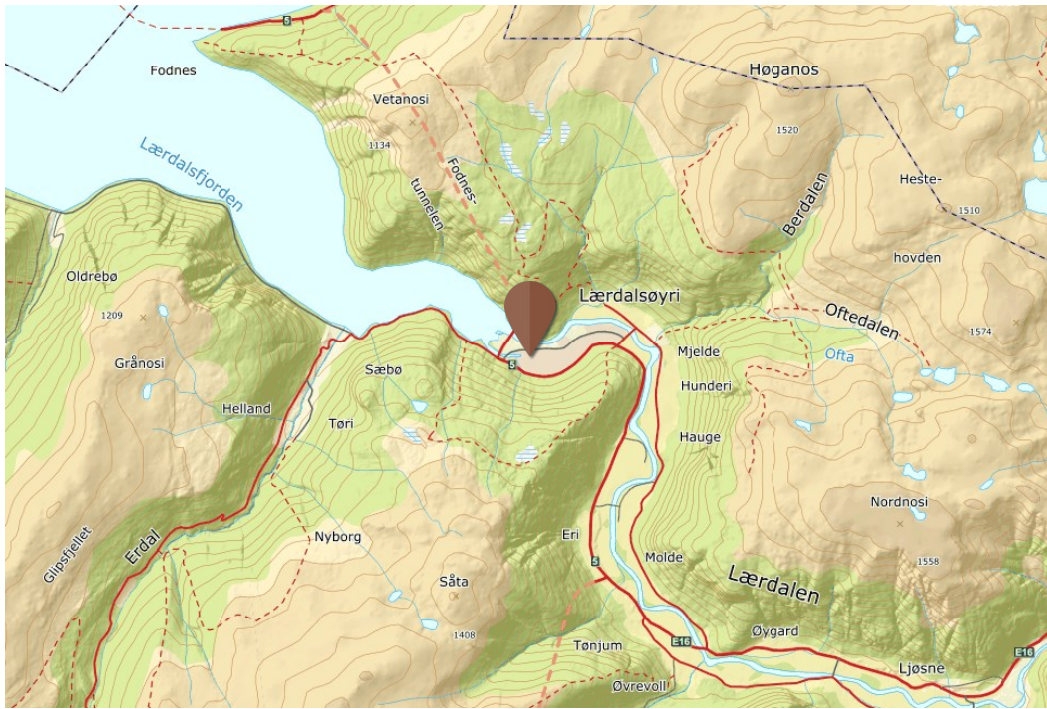 5
Fodnes
Høganos
Vetanosi
1520
1134
Lærdalsfjorden
Fodnes-
tunnelen
Berdalen
Heste-
1510
hovden
Oldrebø
Lærdalsøyri
1209
Oftedalen
1574
Grånosi
Sæbø
5
Mjelde
Ofta
Hunderi
Helland
Tøri
Hauge
Nordnosi
Glipsfjellet
Erdal
Nyborg
Eri
5
Molde
1558
Såta
Lærdalen
1408
Øygard
Tønjum
E16
E16
Ljøsne
Øvrevoll